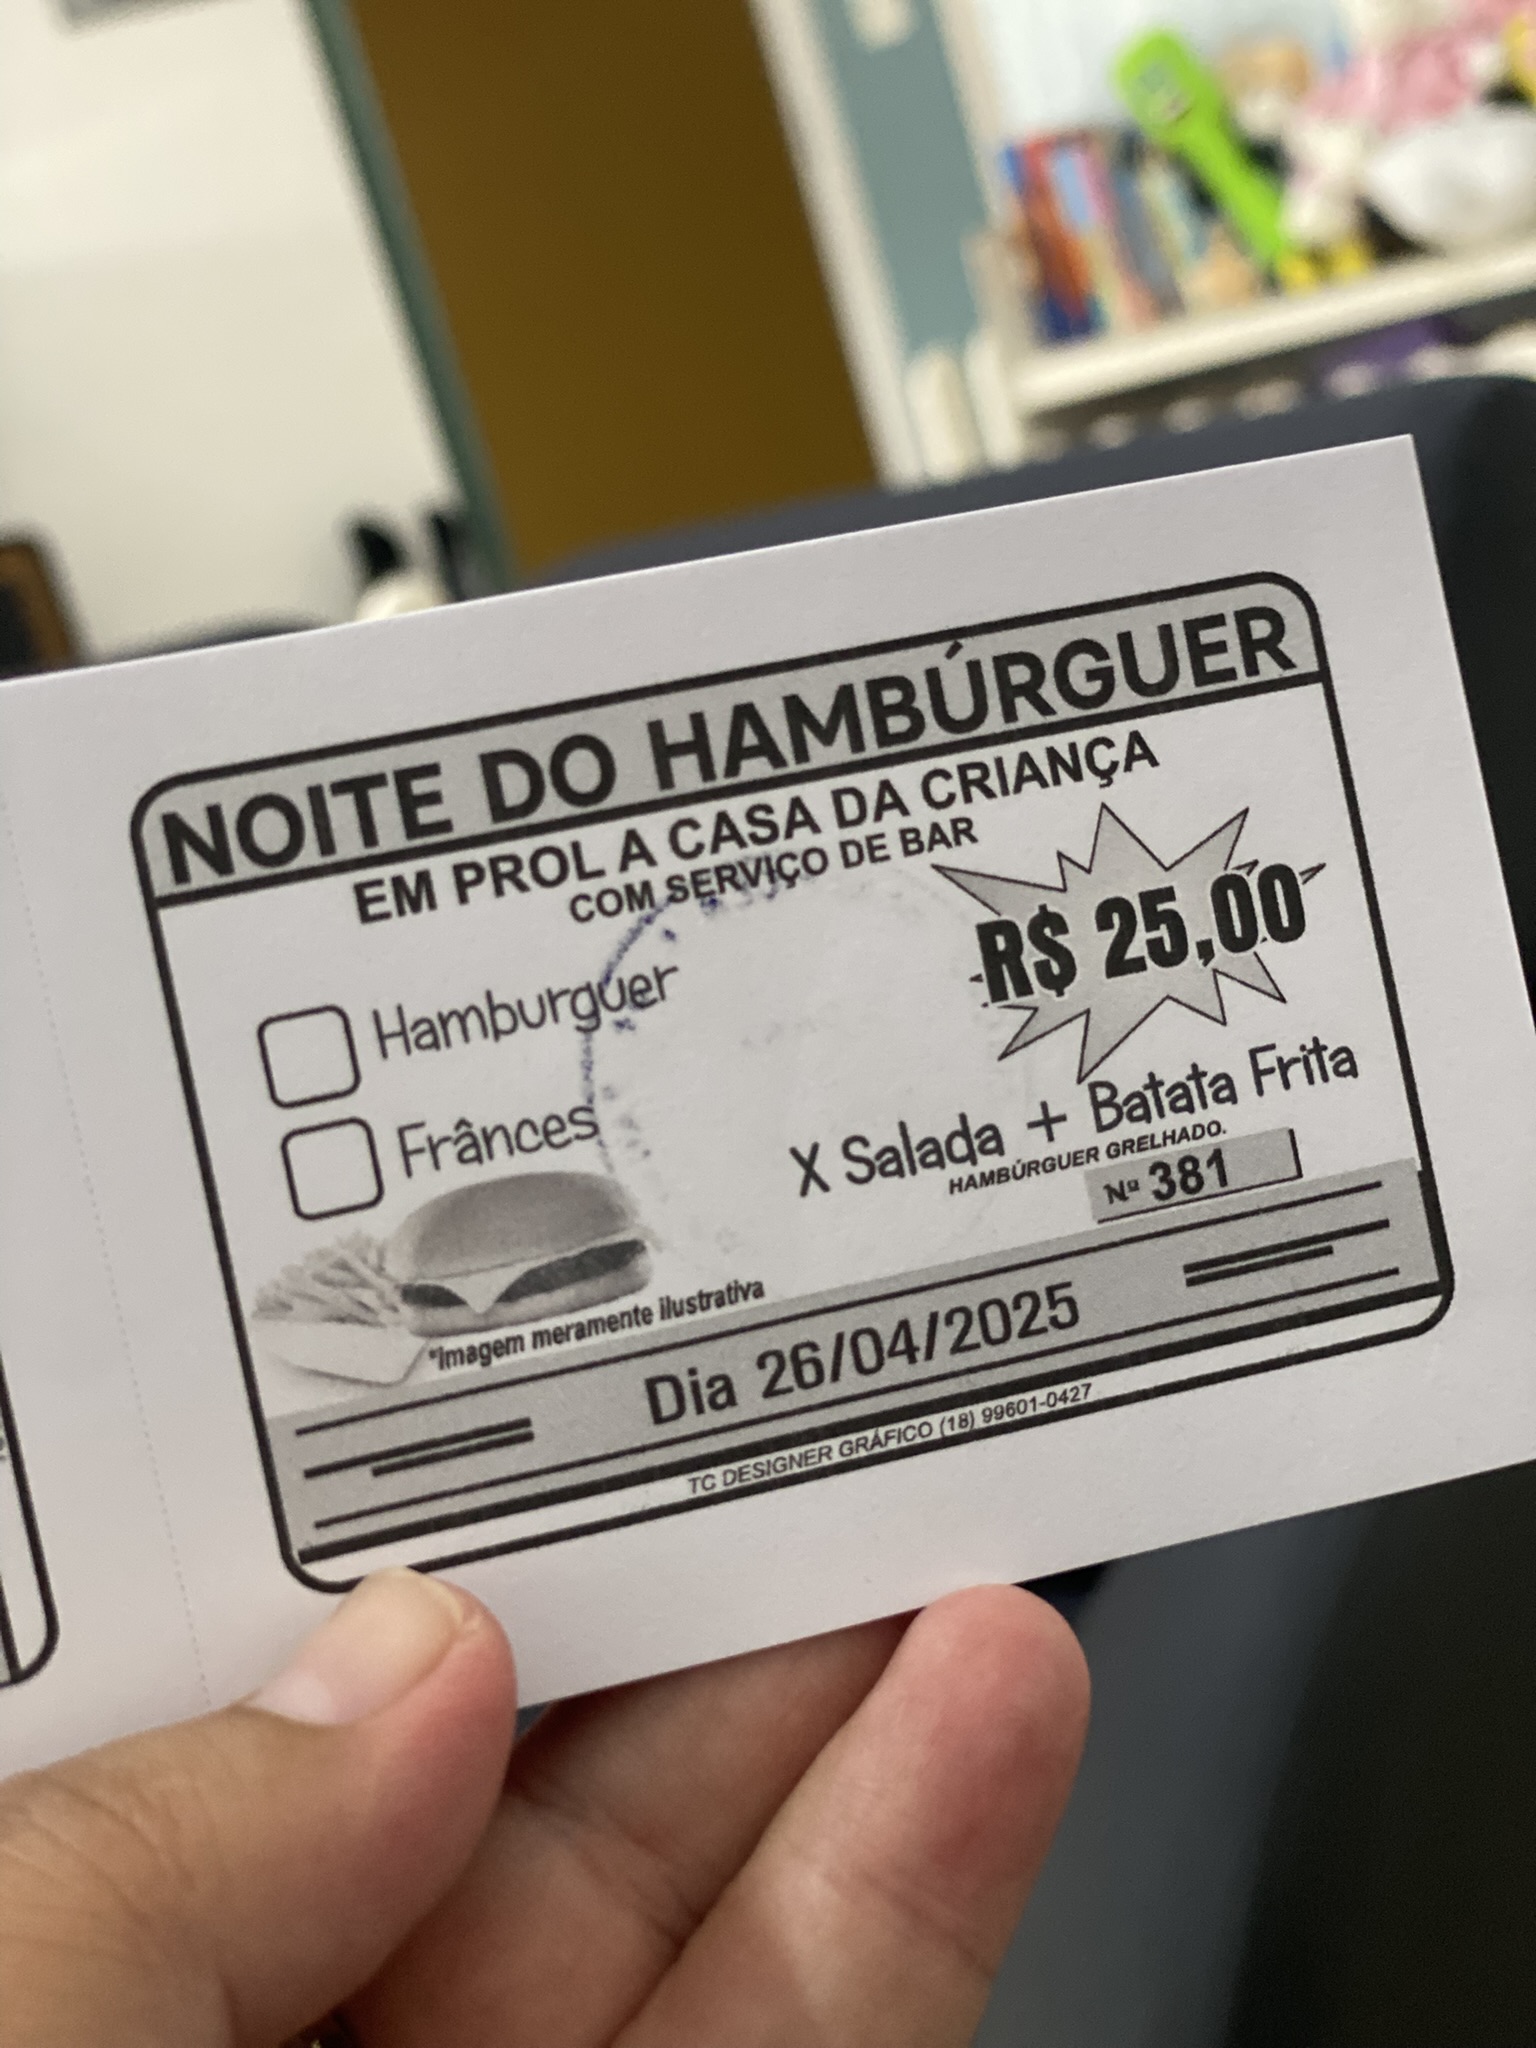 NOITE DO HAMBÚRGUER
EM PROL A CASA DA CRIANÇA
COM SERVIÇO DE BAR
R$ 25,00
Hamburguer
Frânces
X Salada + Batata Frita
HAMBÚRGUER GRELHADO.
Nº 381
*Imagem meramente ilustrativa
Dia 26/04/2025
TC DESIGNER GRÁFICO (18) 99601-0427